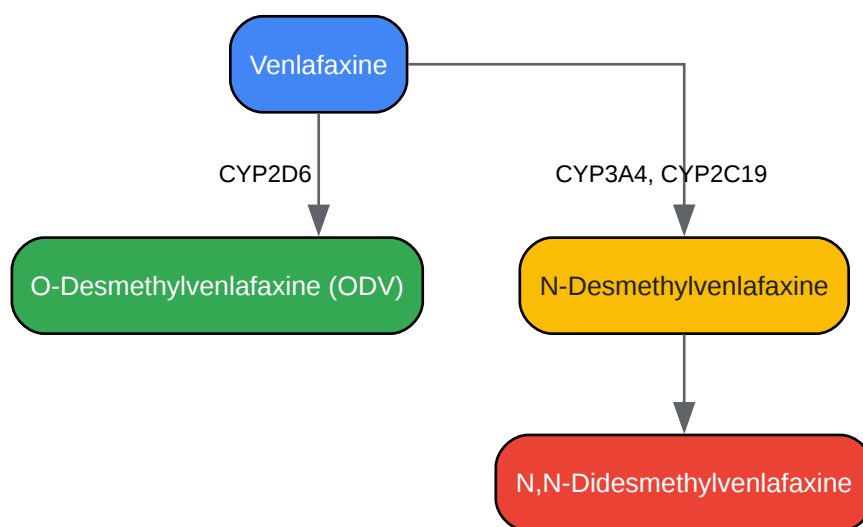 Venlafaxine
CYP2D6
CYP3A4, CYP2C19
O-Desmethylvenlafaxine (ODV)
N-Desmethylvenlafaxine
N,N-Didesmethylvenlafaxine